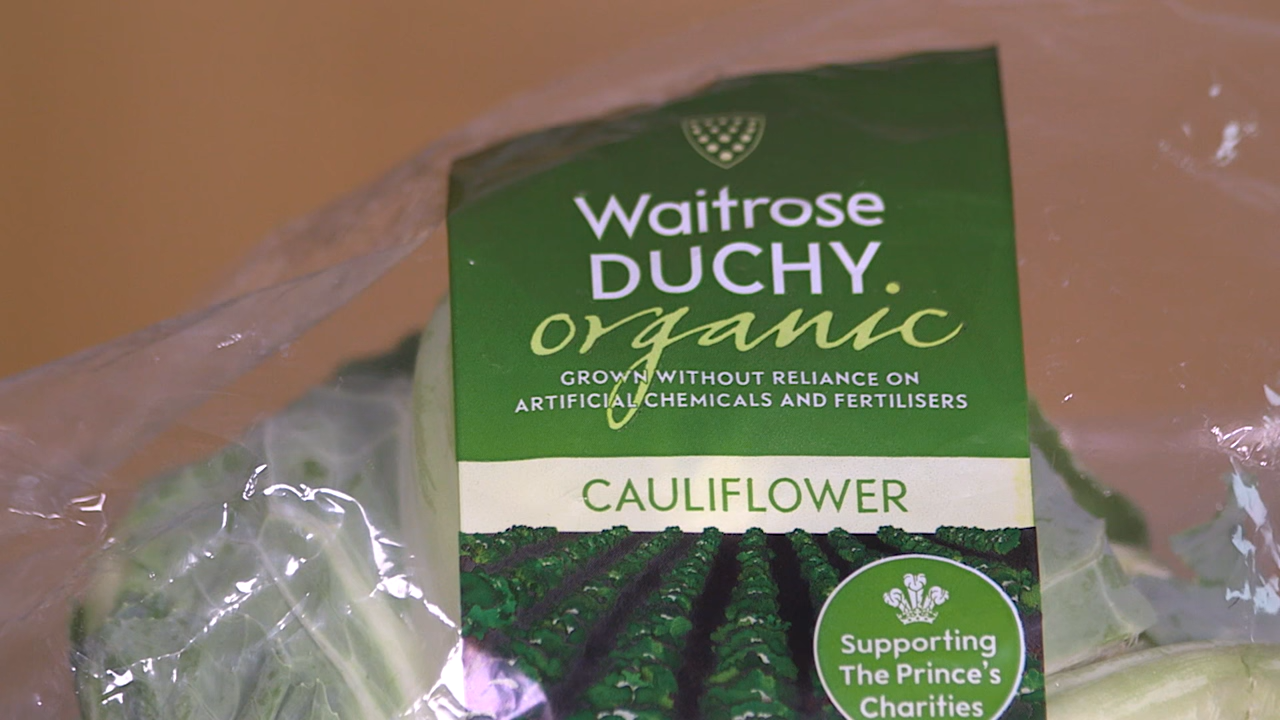 Waitrose
DUCHY.
organic
GROWN WITHOUT RELIANCE ON
ARTIFICIAL CHEMICALS AND FERTILISERS
CAULIFLOWER
Supporting
The Prince's
Charities